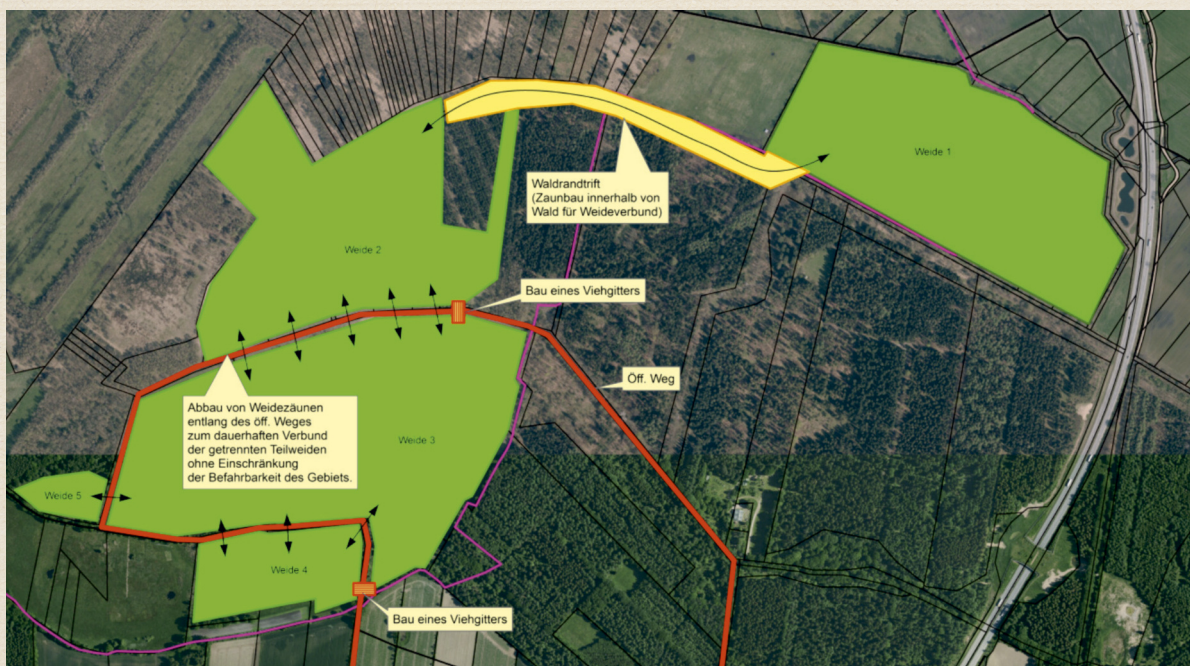 Weide 1
Waldrandtrift
(Zaunbau innerhalb von
Wald für Weideverbund)
Weide 2
Bau eines Viehgitters
Öff. Weg
Abbau von Weidezäunen
entlang des öff. Weges
zum dauerhaften Verbund
der getrennten Teilweiden
ohne Einschränkung
der Befahrbarkeit des Gebiets.
Weide 3
Weide 5
Weide 4
Bau eines Viehgitters